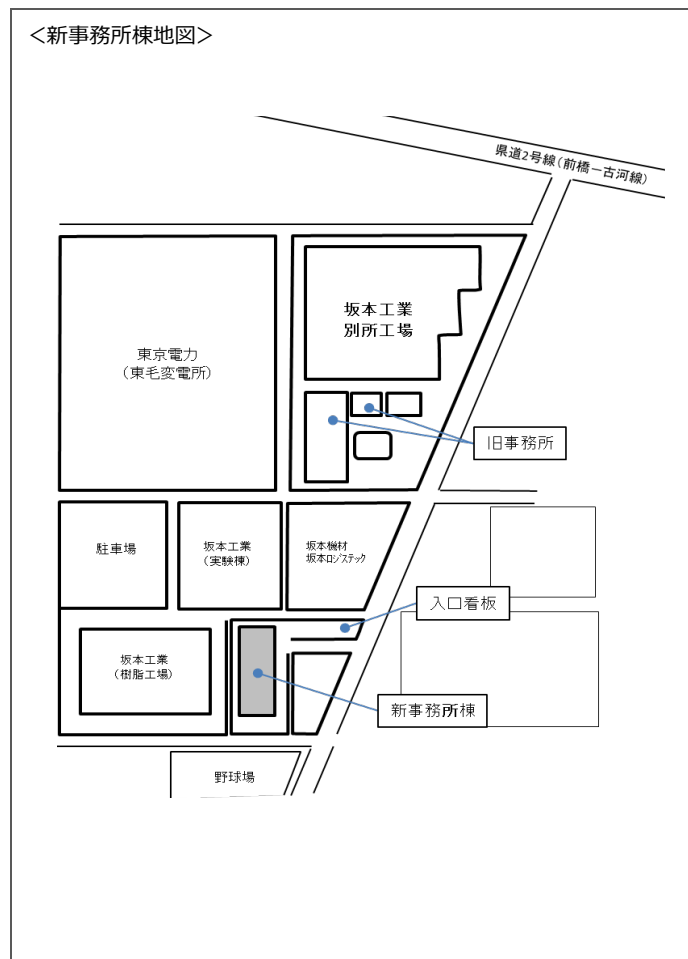 ＜新事務所棟地図＞
県道2号線(前橋ー古河線)
坂本工業
別所工場
東京電力
(東毛変電所)
旧事務所
駐車場
坂本工業
(実験棟)
坂本機材
坂本ロジステック
入口看板
坂本工業
(樹脂工場)
新事務所棟
野球場